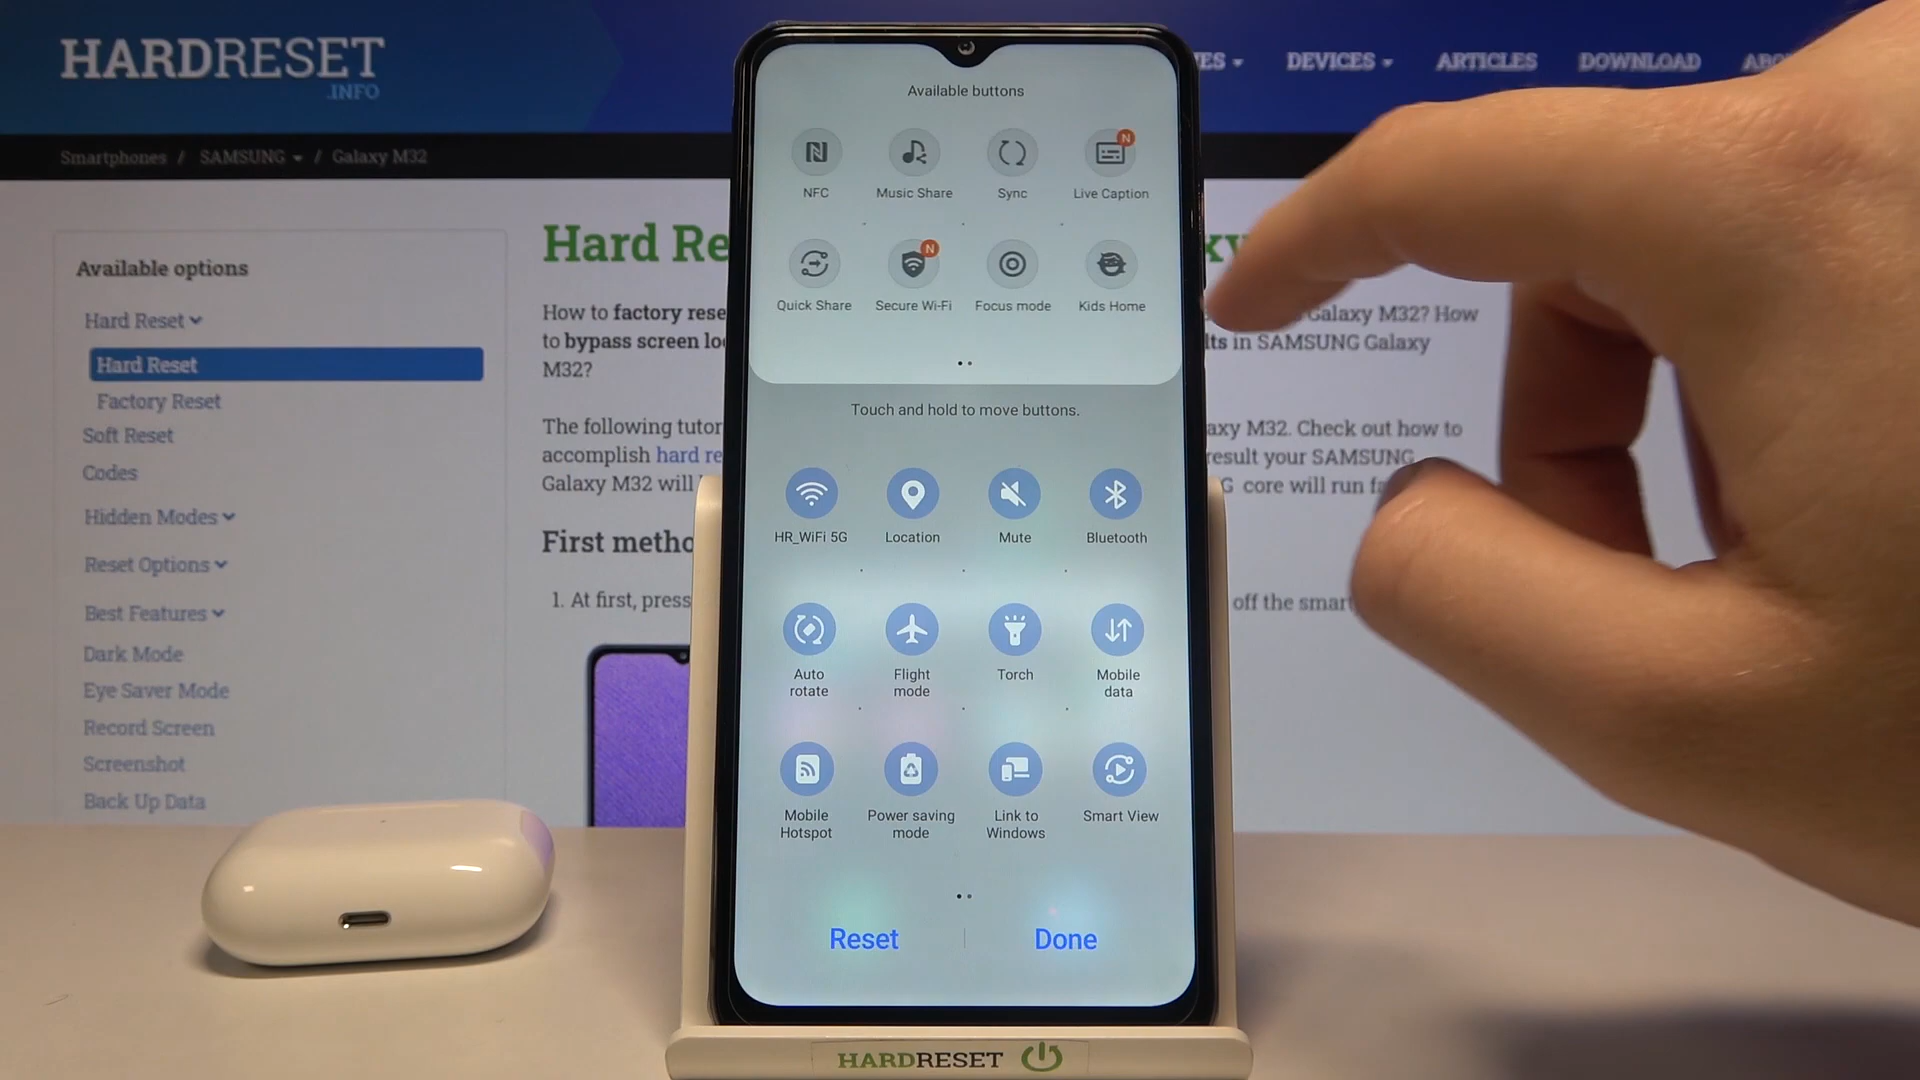 HARDRESET
.INFO
DEVICES
ARTICLES
DOWNLOAD
Smartphones / SAMSUNG / Galaxy M32
Available options
Hard Reset
Hard Reset
Factory Reset
Soft Reset
Codes
Hidden Modes
Reset Options
Best Features
Dark Mode
Eye Saver Mode
Record Screen
Screenshot
Back Up Data
Hard Re
How to factory rese
to bypass screen lo
M32?
The following tutor
accomplish hard re
Galaxy M32 will
First metho
1. At first, press
Galaxy M32? How
lts in SAMSUNG Galaxy
axy M32. Check out how to
result your SAMSUNG
G core will run fa
off the smart
Available buttons
N
NFC
Music Share
Sync
Live Caption
N
Quick Share
Secure Wi-Fi
Focus mode
Kids Home
Touch and hold to move buttons.
HR_WiFi 5G
Location
Mute
Bluetooth
Auto
rotate
Flight
mode
Torch
Mobile
data
Mobile
Hotspot
Power saving
mode
Link to
Windows
Smart View
Reset
Done
HARDRESET